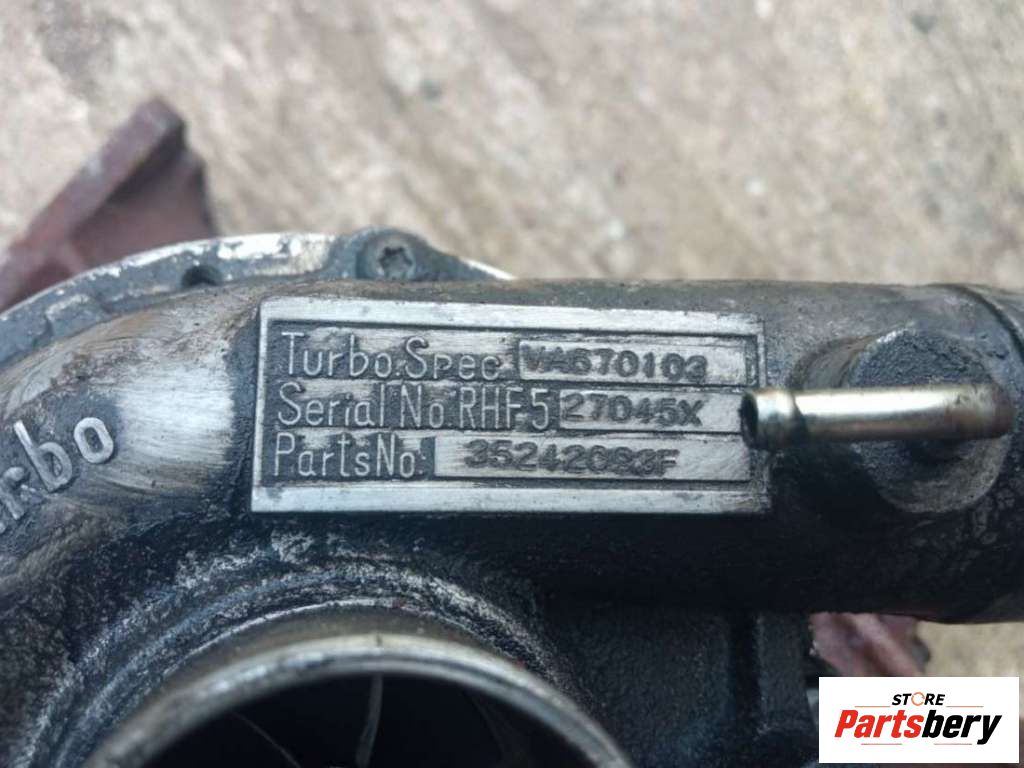 Turbo.Spec VA670103
Serial No RHF5 27045X
Parts No: 35242093F
rbo
STORE
Partsbery